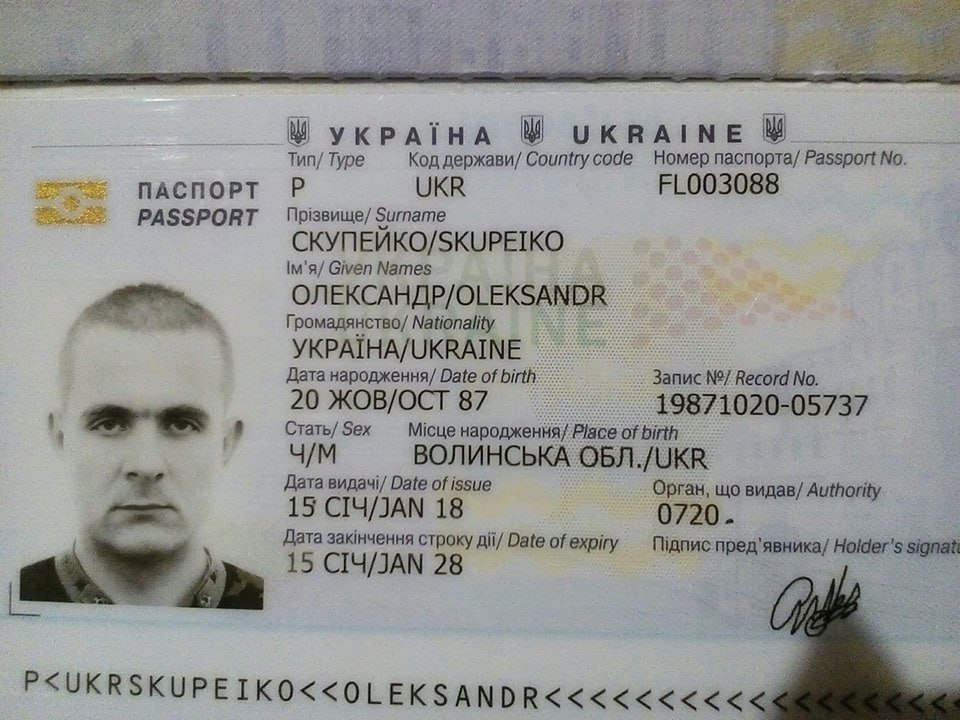 УКРАЇНА UKRAINE
Тип/ Type Код держави/ Country code Номер паспорта/ Passport No.
P UKR FL003088
ПАСПОРТ
PASSPORT
Прізвище/ Surname
СКУПЕЙКО/SKUPEIKO
Ім'я/ Given Names
ОЛЕКСАНДР/OLEKSANDR
Громадянство/ Nationality
УКРАЇНА/UKRAINE
Дата народження/ Date of birth Запис №/ Record No.
20 ЖОВ/OCT 87 19871020-05737
Стать/ Sex Місце народження/ Place of birth
Ч/M ВОЛИНСЬКА ОБЛ./UKR
Дата видачі/ Date of issue Орган, що видав/ Authority
15 СІЧ/JAN 18 0720
Дата закінчення строку дії/ Date of expiry Підпис пред'явника/ Holder's signatu
15 СІЧ/JAN 28
P<UKRSKUPEIKO<<OLEKSANDR<<<<<<<<<<<<<<<<<<<